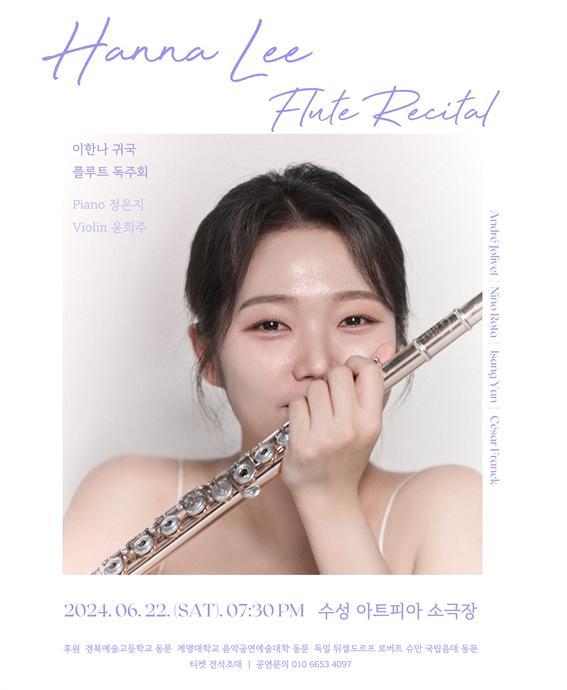 Hanna Lee
Flute Recital
이한나 귀국
플루트 독주회
Piano 정은지
Violin 윤희주
André Jolivet | Nino Rota | Isang Yun | César Franck
2024. 06. 22. (SAT). 07:30 PM 수성 아트피아 소극장
후원 경북예술고등학교 동문 계명대학교 음악공연예술대학 동문 독일 뒤셀도르프 로버트 슈만 국립음대 동문
티켓 전석초대 | 공연문의 010 6653 4097